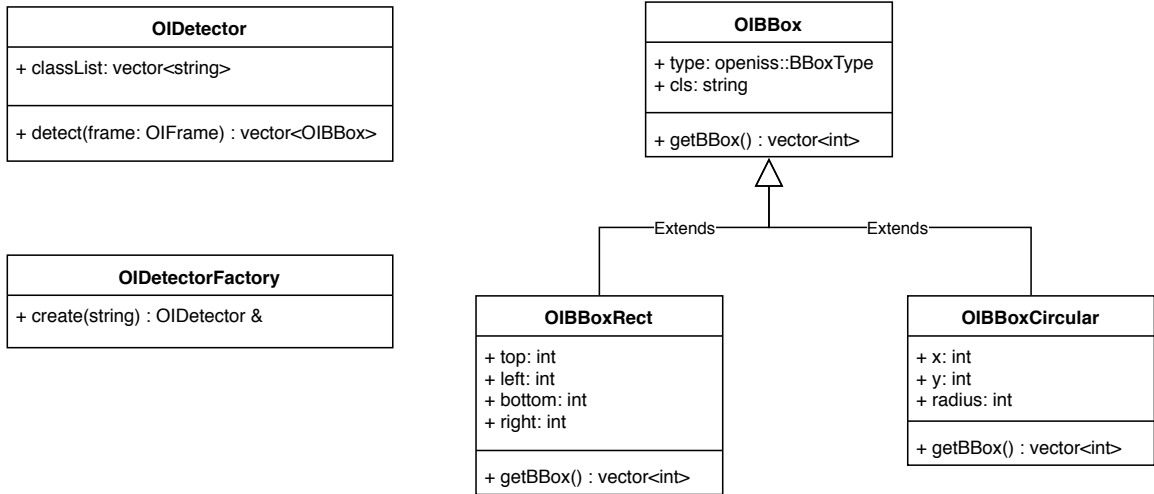 OIDetector
+ classList: vector<string>
+ detect(frame: OIFrame) : vector<OIBBox>
OIDetectorFactory
+ create(string) : OIDetector &
OIBBox
+ type: openiss::BBoxType
+ cls: string
+ getBBox() : vector<int>
Extends
Extends
OIBBoxRect
+ top: int
+ left: int
+ bottom: int
+ right: int
+ getBBox() : vector<int>
OIBBoxCircular
+ x: int
+ y: int
+ radius: int
+ getBBox() : vector<int>